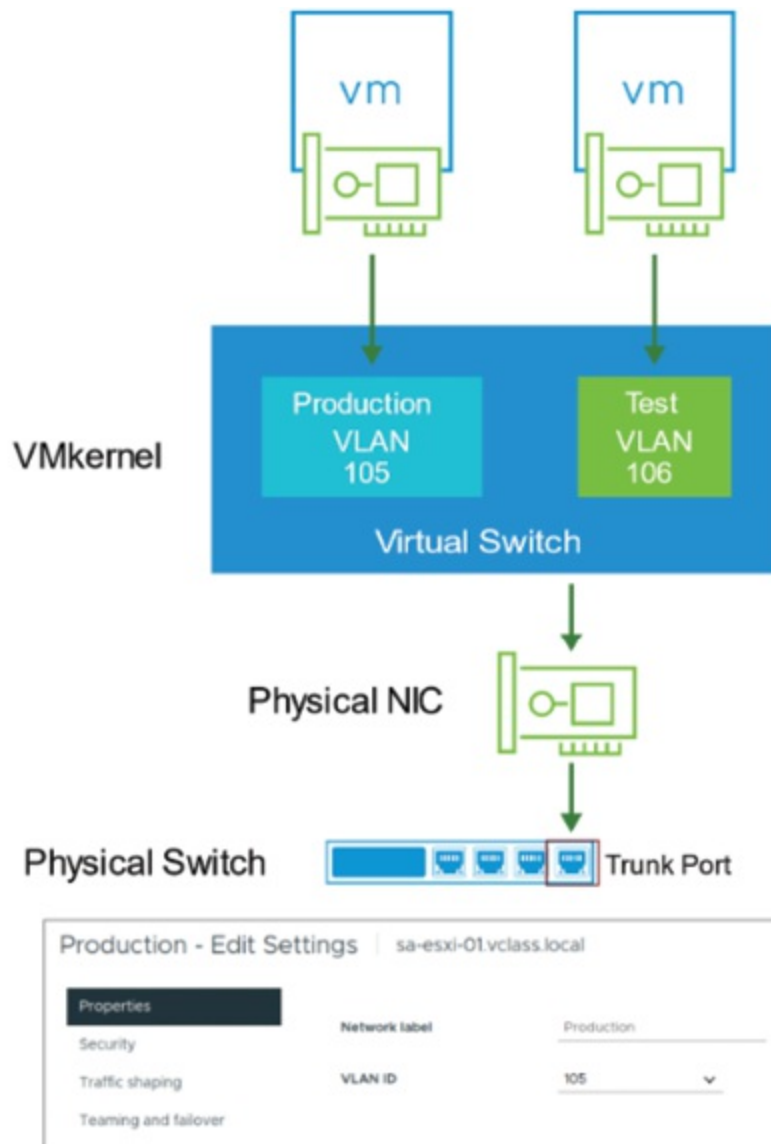 vm
vm
Production
VLAN
105
Test
VLAN
106
VMkernel
Virtual Switch
Physical NIC
Physical Switch
Trunk Port
Production - Edit Settings
sa-esxi-01.vclass.local
Properties
Network label
Production
Security
VLAN ID
105
Traffic shaping
Teaming and failover